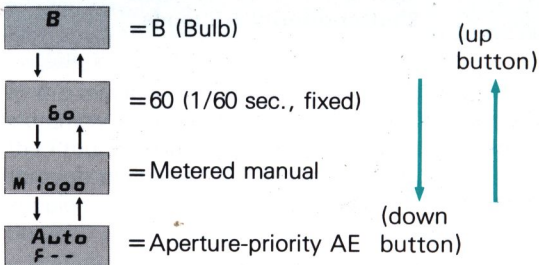 B
= B (Bulb)
(up
button)
60
= 60 (1/60 sec., fixed)
M 1000
= Metered manual
(down
button)
Auto
F--
= Aperture-priority AE